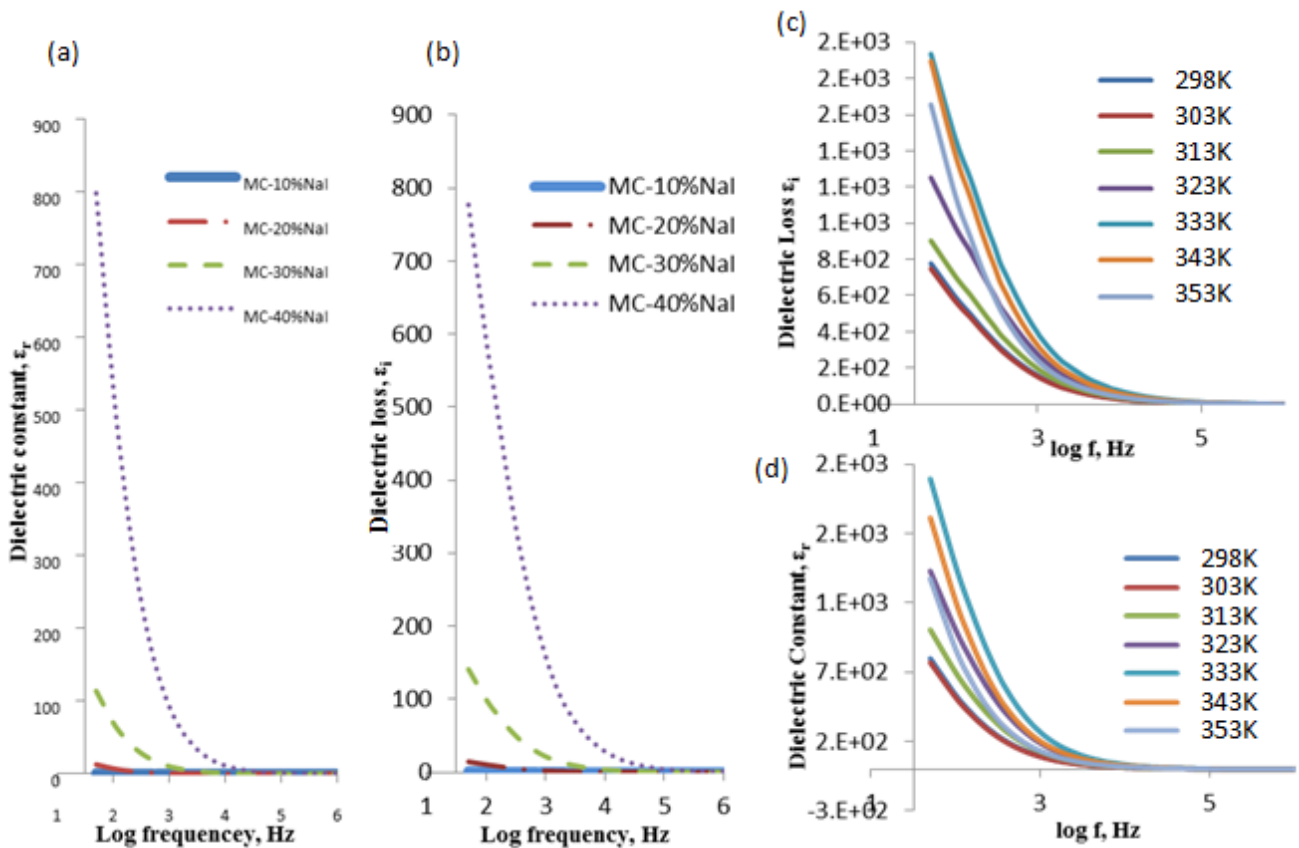 (a)
900
800
700
600
500
400
300
200
100
0
1 2 3 4 5 6
Dielectric constant, εr
Log frequencey, Hz
MC-10%NaI
MC-20%NaI
MC-30%NaI
MC-40%NaI
(b)
900
800
700
600
500
400
300
200
100
0
1 2 3 4 5 6
Dielectric loss, εi
Log frequency, Hz
MC-10%NaI
MC-20%NaI
MC-30%NaI
MC-40%NaI
(c)
2.E+03
2.E+03
2.E+03
1.E+03
1.E+03
1.E+03
8.E+02
6.E+02
4.E+02
2.E+02
0.E+00
1 3 5
Dielectric Loss εi
log f, Hz
298K
303K
313K
323K
333K
343K
353K
(d)
2.E+03
2.E+03
1.E+03
7.E+02
2.E+02
-3.E+02
1 3 5
Dielectric Constant, εr
log f, Hz
298K
303K
313K
323K
333K
343K
353K